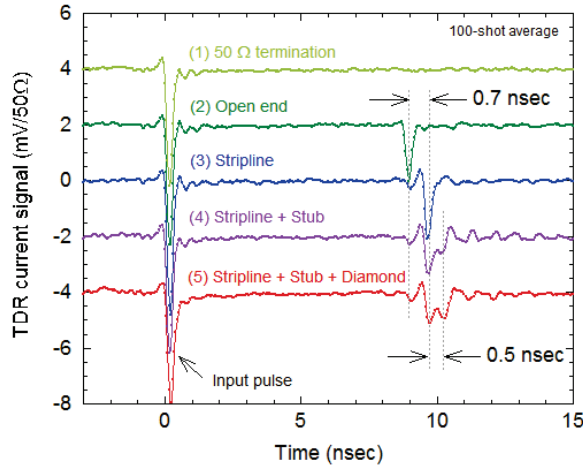 100-shot average
(1) 50 Ω termination
(2) Open end
0.7 nsec
(3) Stripline
(4) Stripline + Stub
(5) Stripline + Stub + Diamond
0.5 nsec
Input pulse
TDR current signal (mV/50Ω)
6
4
2
0
-2
-4
-6
-8
0
5
10
15
Time (nsec)